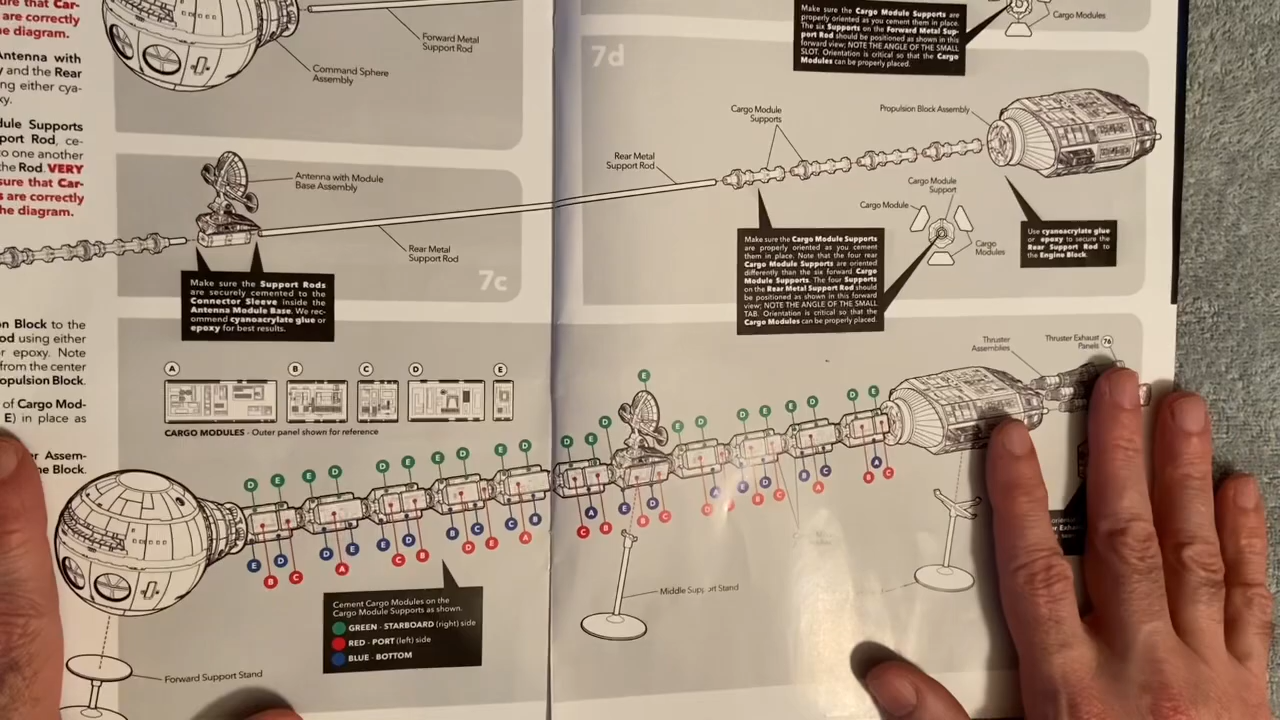 ure that Car-
are correctly
he diagram.
Antenna with
y and the Rear
ng either cya-
xy.
dule Supports
port Rod, ce-
to one another
the Rod. VERY
sure that Car-
s are correctly
he diagram.
on Block to the
od using either
r epoxy. Note
from the center
opulsion Block.
of Cargo Mod-
E) in place as
er Assem-
ne Block.
Forward Metal
Support Rod
Command Sphere
Assembly
Antenna with Module
Base Assembly
Rear Metal
Support Rod
Make sure the Support Rods
are securely cemented to the
Connector Sleeve inside the
Antenna Module Base. We rec-
ommend cyanoacrylate glue or
epoxy for best results.
7c
Make sure the Cargo Module Supports are
properly oriented as you cement them in place.
The six Supports on the Forward Metal Sup-
port Rod should be positioned as shown in this
forward view; NOTE THE ANGLE OF THE SMALL
SLOT. Orientation is critical so that the Cargo
Modules can be properly placed.
Cargo Modules
7d
Cargo Module
Supports
Propulsion Block Assembly
Rear Metal
Support Rod
Cargo Module
Support
Cargo Module
Cargo
Modules
Make sure the Cargo Module Supports
are properly oriented as you cement
them in place. Note that the four rear
Cargo Module Supports are oriented
differently than the six forward Cargo
Module Supports. The four Supports
on the Rear Metal Support Rod should
be positioned as shown in this forward
view; NOTE THE ANGLE OF THE SMALL
TAB. Orientation is critical so that the
Cargo Modules can be properly placed.
Use cyanoacrylate glue
or epoxy to secure the
Rear Support Rod to
the Engine Block.
A B C D E
CARGO MODULES - Outer panel shown for reference
Thruster
Assemblies
Thruster Exhaust
Panels
76
E
E D D E E D E E D E D E D E D
D E E D E D D E
E D D E E D B C C B A E D A E D B C A
B C A C B D E A C B B C D B C A B C
Cement Cargo Modules on the
Cargo Module Supports as shown.
GREEN - STARBOARD (right) side
RED - PORT (left) side
BLUE - BOTTOM
Forward Support Stand
Middle Support Stand